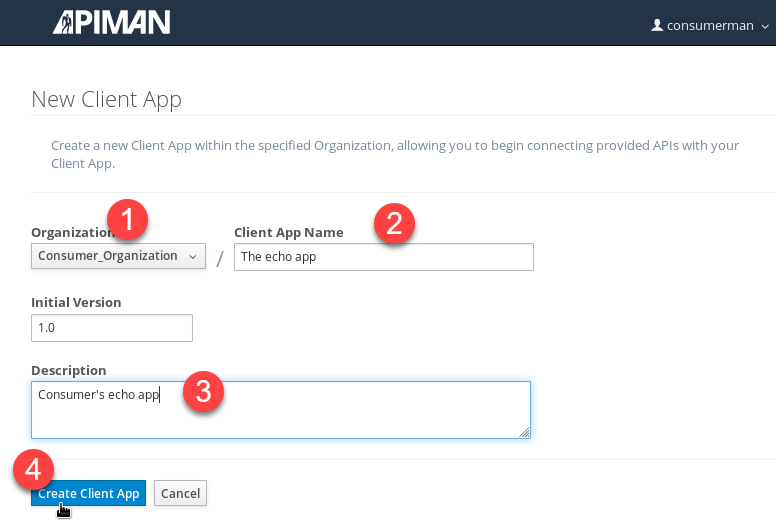 APIMAN
consumerman
New Client App
Create a new Client App within the specified Organization, allowing you to begin connecting provided APIs with your
Client App.
1
2
Organization
Client App Name
Consumer_Organization / The echo app
Initial Version
1.0
Description
Consumer's echo app
3
4
Create Client App Cancel